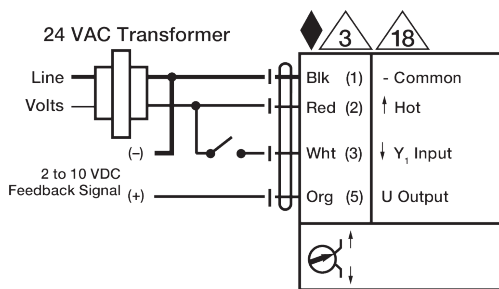 24 VAC Transformer
3
18
Line
Volts
Blk (1) - Common
Red (2) Hot
Wht (3) Y1 Input
Org (5) U Output
(–)
2 to 10 VDC
Feedback Signal (+)